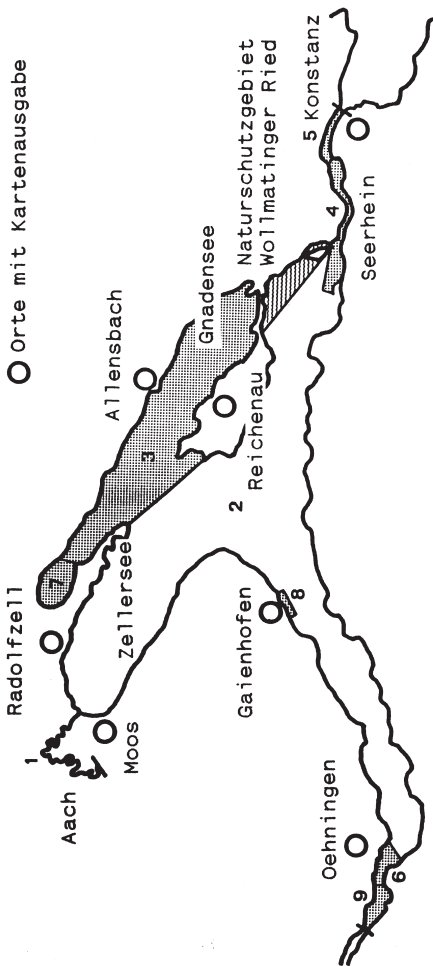 Orte mit Kartenausgabe
Radolfzell
Allensbach
Gnadensee
Naturschutzgebiet
Wollmatinger Ried
5 Konstanz
1
7
3
4
Aach
Moos
Zellersee
2
Reichenau
Seerhein
Gaienhofen
8
Oehningen
9
6